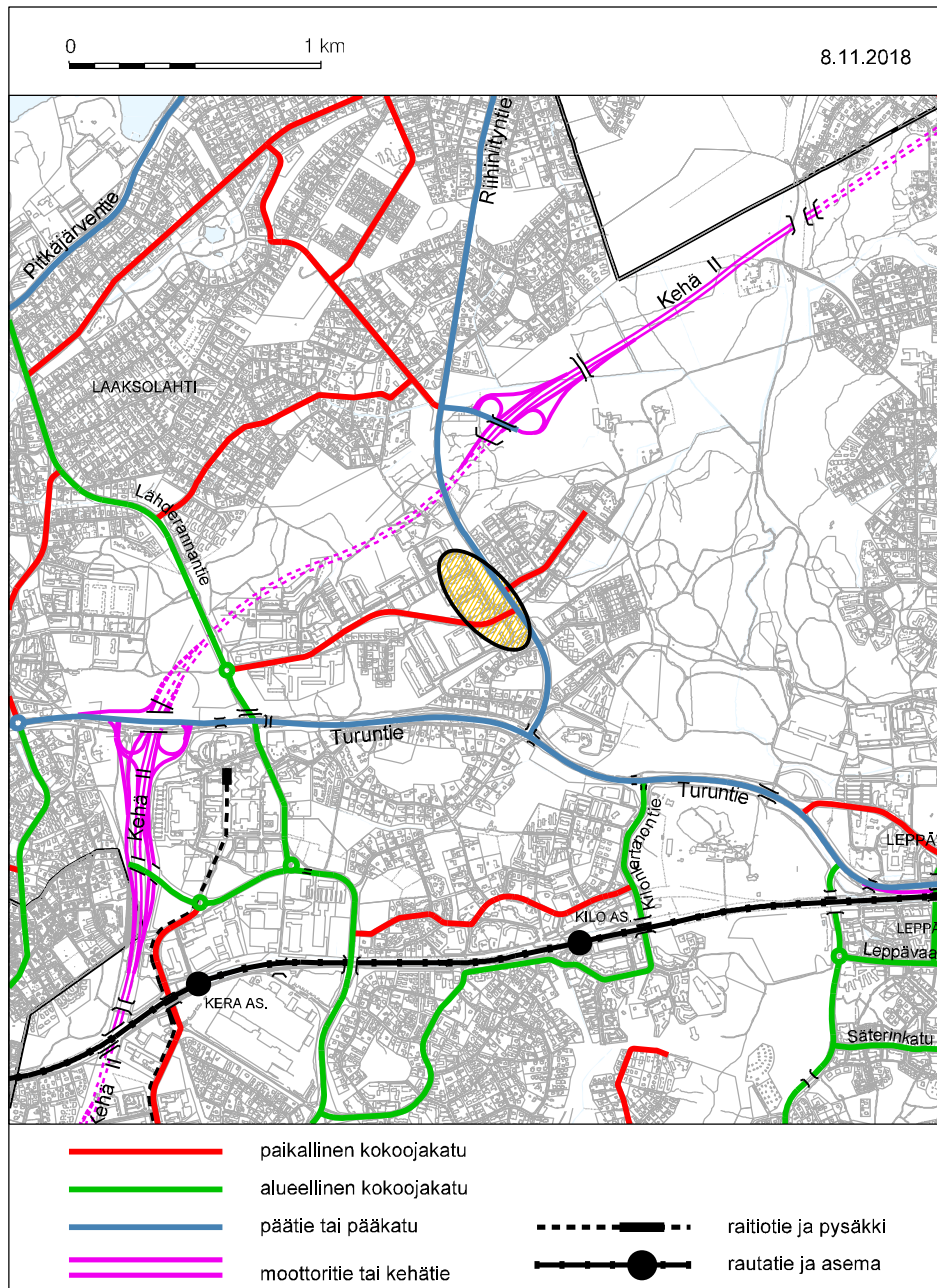 0 1 km
8.11.2018
Pitkäjärventie
Riihiniityntie
Kehä II
LAAKSOLAHTI
Lähderannantie
Turuntie
Kehä II
Turuntie
Kilonkartanontie
LEPPÄ
KILO AS.
LEPPÄ
Leppävaa
KERA AS.
Säterinkatu
Kehä II
paikallinen kokoojakatu
alueellinen kokoojakatu
päätie tai pääkatu
raitiotie ja pysäkki
moottoritie tai kehätie
rautatie ja asema